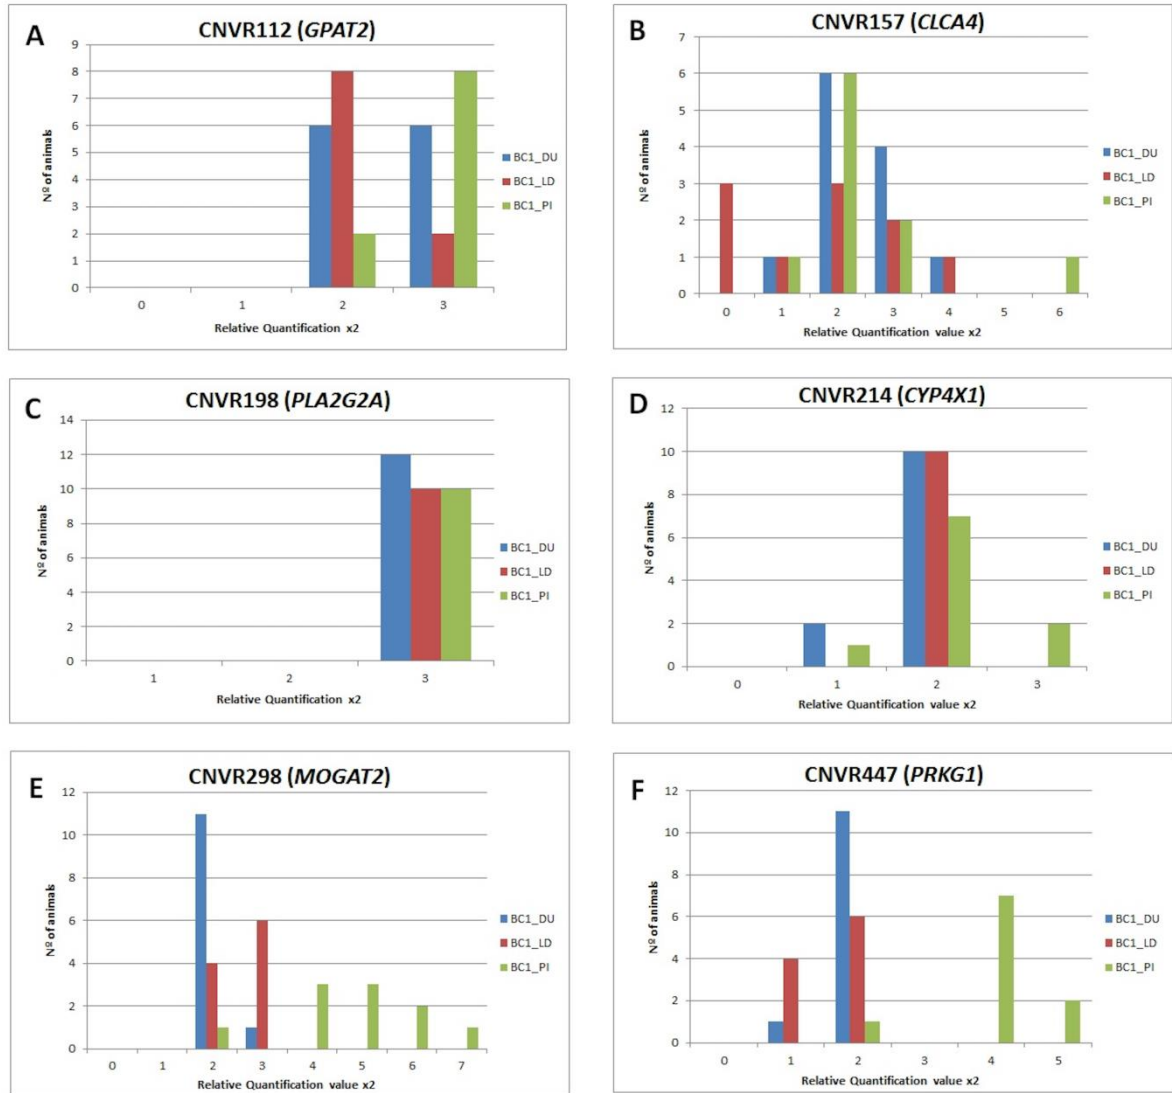 A
CNVR112 (GPAT2)
9
8
7
6
5
4
3
2
1
0
Nº of animals
0 1 2 3
Relative Quantification x2
BC1_DU
BC1_LD
BC1_PI
B
CNVR157 (CLCA4)
7
6
5
4
3
2
1
0
Nº of animals
0 1 2 3 4 5 6
Relative Quantification value x2
BC1_DU
BC1_LD
BC1_PI
C
CNVR198 (PLA2G2A)
14
12
10
8
6
4
2
0
Nº of animals
1 2 3
Relative Quantification x2
BC1_DU
BC1_LD
BC1_PI
D
CNVR214 (CYP4X1)
12
10
8
6
4
2
0
Nº of animals
0 1 2 3
Relative Quantification value x2
BC1_DU
BC1_LD
BC1_PI
E
CNVR298 (MOGAT2)
12
10
8
6
4
2
0
Nº of animals
0 1 2 3 4 5 6 7
Relative Quantification value x2
BC1_DU
BC1_LD
BC1_PI
F
CNVR447 (PRKG1)
12
10
8
6
4
2
0
Nº of animals
0 1 2 3 4 5
Relative Quantification value x2
BC1_DU
BC1_LD
BC1_PI